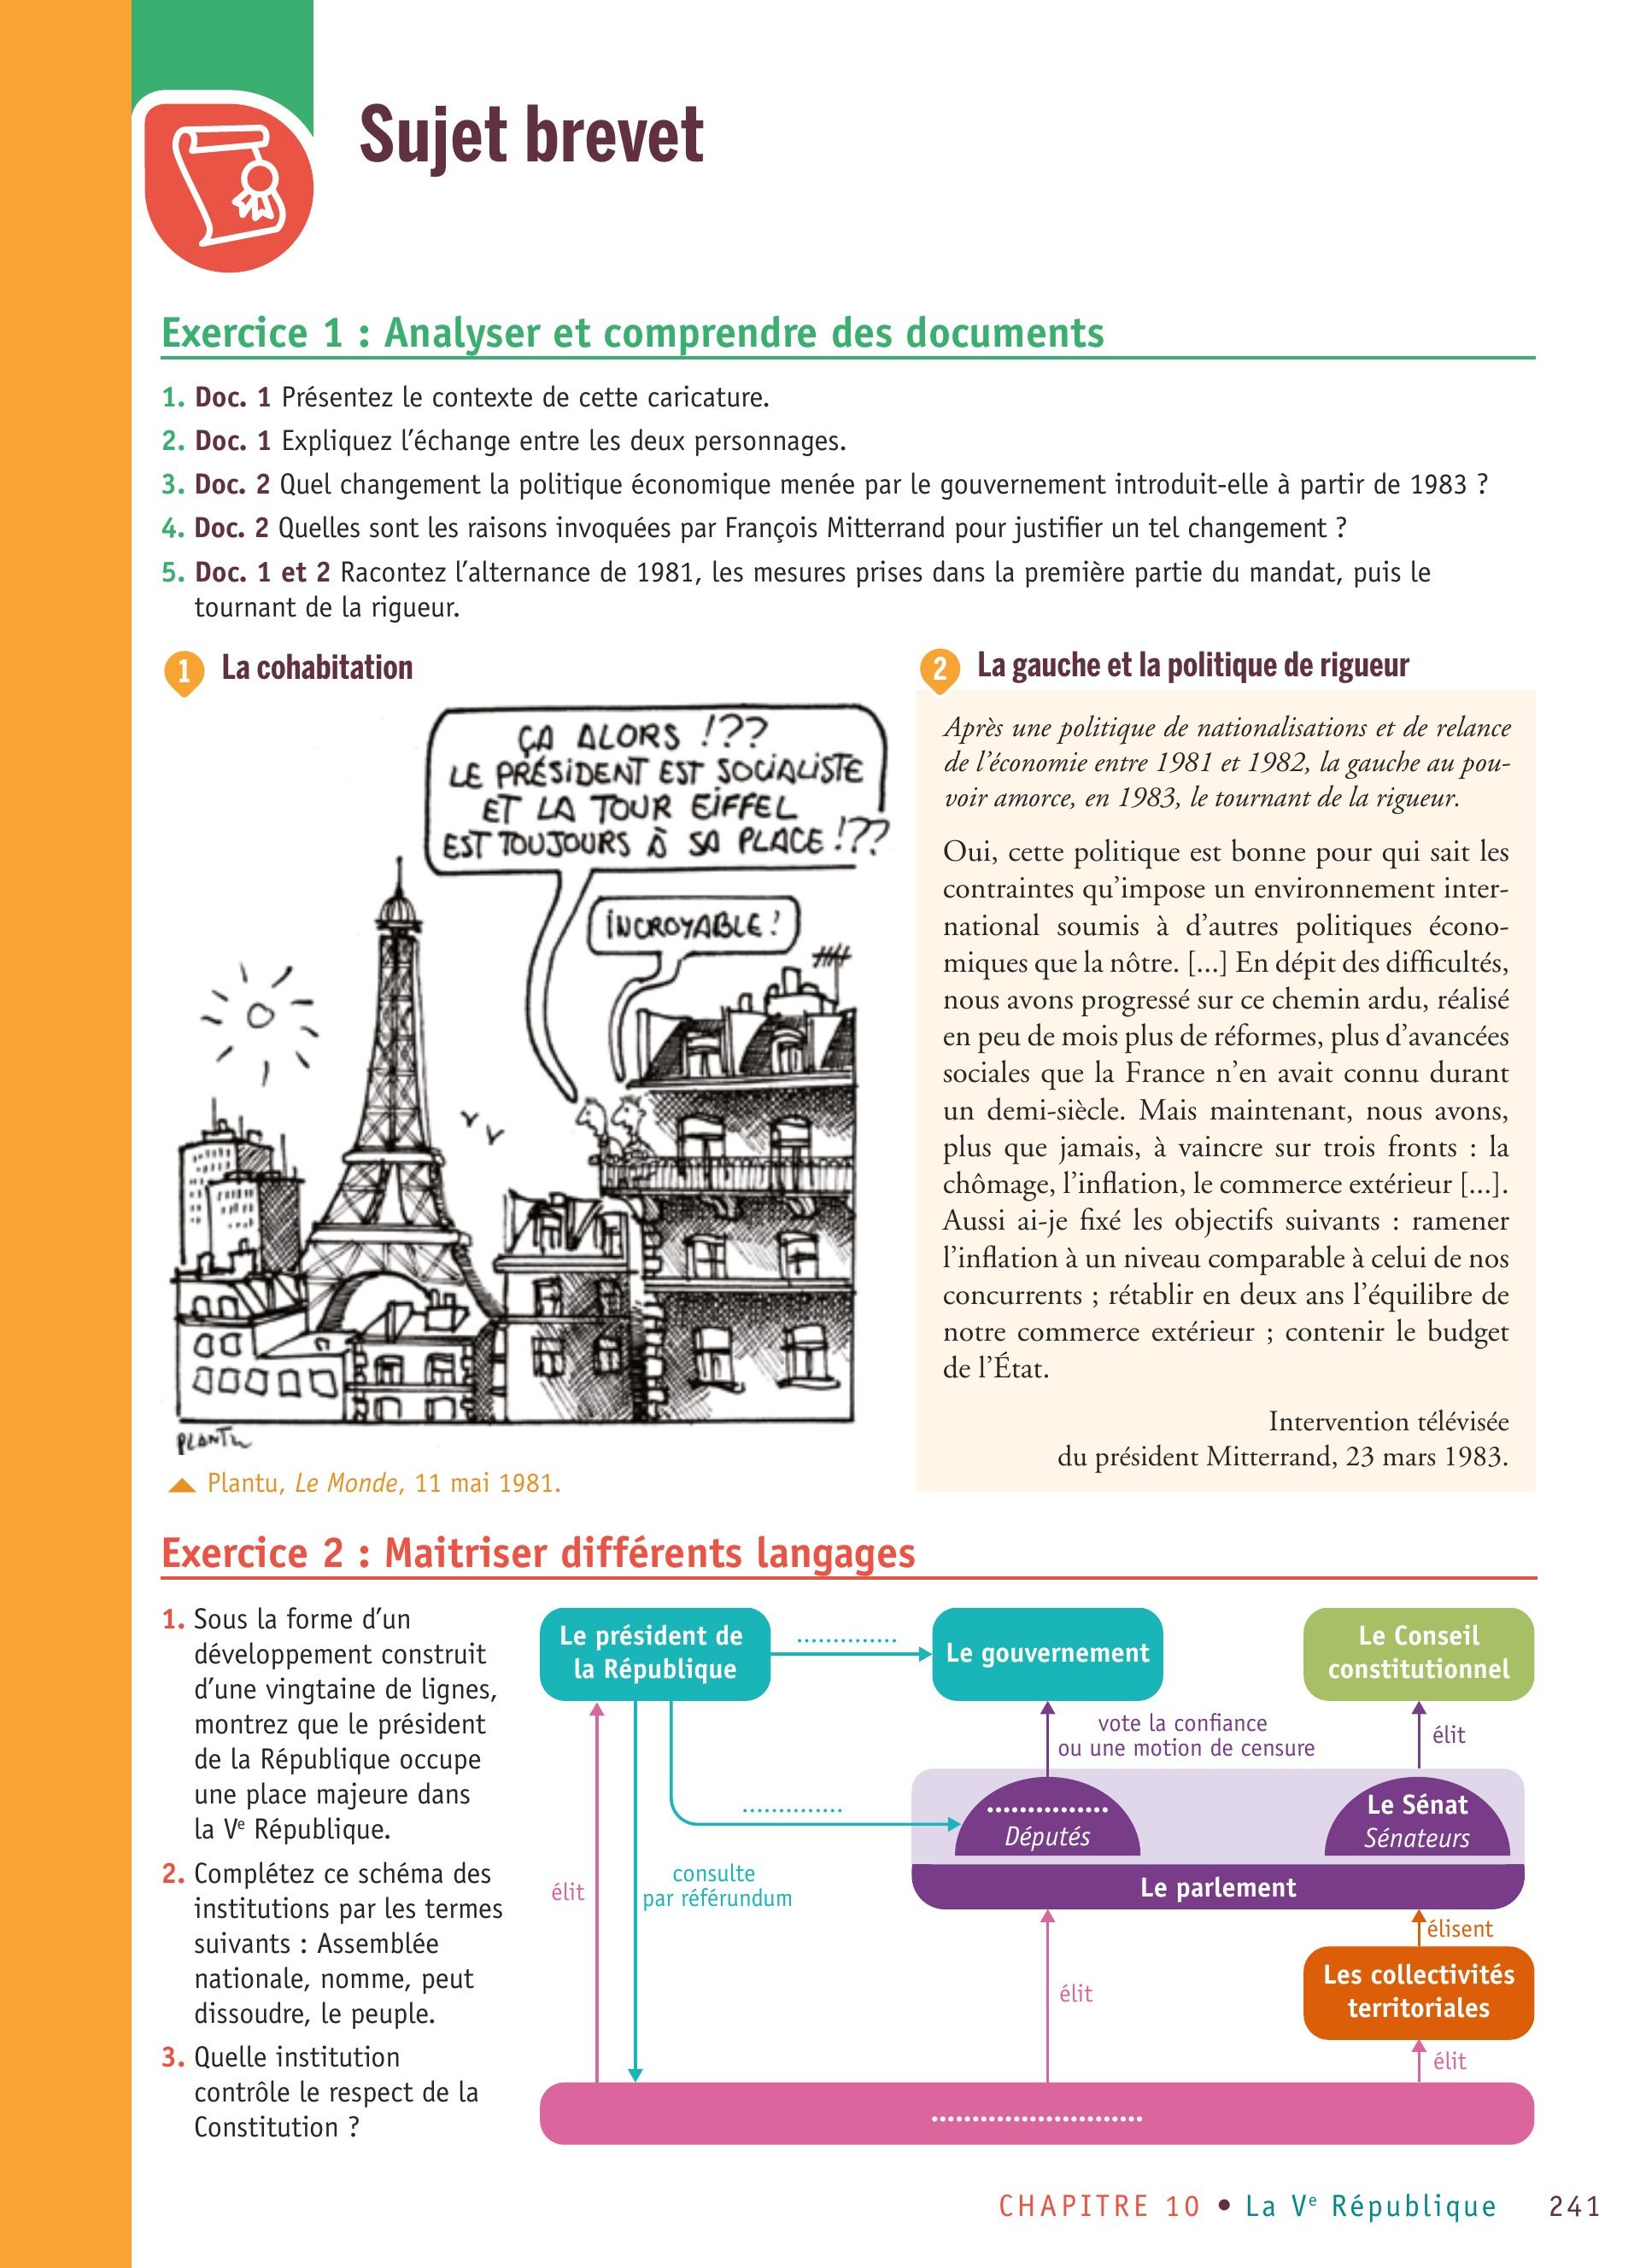 Sujet brevet
Exercice 1 : Analyser et comprendre des documents
1. Doc. 1 Présentez le contexte de cette caricature.
2. Doc. 1 Expliquez l’échange entre les deux personnages.
3. Doc. 2 Quel changement la politique économique menée par le gouvernement introduit-elle à partir de 1983 ?
4. Doc. 2 Quelles sont les raisons invoquées par François Mitterrand pour justifier un tel changement ?
5. Doc. 1 et 2 Racontez l’alternance de 1981, les mesures prises dans la première partie du mandat, puis le
tournant de la rigueur.
1 La cohabitation
ÇA ALORS !??
LE PRÉSIDENT EST SOCIALISTE
ET LA TOUR EIFFEL
EST TOUJOURS À SA PLACE !??
INCROYABLE !
PLANTU
Plantu, Le Monde, 11 mai 1981.
2 La gauche et la politique de rigueur
Après une politique de nationalisations et de relance
de l’économie entre 1981 et 1982, la gauche au pou-
voir amorce, en 1983, le tournant de la rigueur.
Oui, cette politique est bonne pour qui sait les
contraintes qu’impose un environnement inter-
national soumis à d’autres politiques écono-
miques que la nôtre. [...] En dépit des difficultés,
nous avons progressé sur ce chemin ardu, réalisé
en peu de mois plus de réformes, plus d’avancées
sociales que la France n’en avait connu durant
un demi-siècle. Mais maintenant, nous avons,
plus que jamais, à vaincre sur trois fronts : la
chômage, l’inflation, le commerce extérieur [...].
Aussi ai-je fixé les objectifs suivants : ramener
l’inflation à un niveau comparable à celui de nos
concurrents ; rétablir en deux ans l’équilibre de
notre commerce extérieur ; contenir le budget
de l’État.
Intervention télévisée
du président Mitterrand, 23 mars 1983.
Exercice 2 : Maitriser différents langages
1. Sous la forme d’un
développement construit
d’une vingtaine de lignes,
montrez que le président
de la République occupe
une place majeure dans
la Ve République.
2. Complétez ce schéma des
institutions par les termes
suivants : Assemblée
nationale, nomme, peut
dissoudre, le peuple.
3. Quelle institution
contrôle le respect de la
Constitution ?
Le président de
la République
..............
Le gouvernement
Le Conseil
constitutionnel
vote la confiance
ou une motion de censure
élit
..............
...............
Députés
Le Sénat
Sénateurs
Le parlement
élit
consulte
par référundum
élisent
Les collectivités
territoriales
élit
élit
..........................
CHAPITRE 10 • La Ve République 241